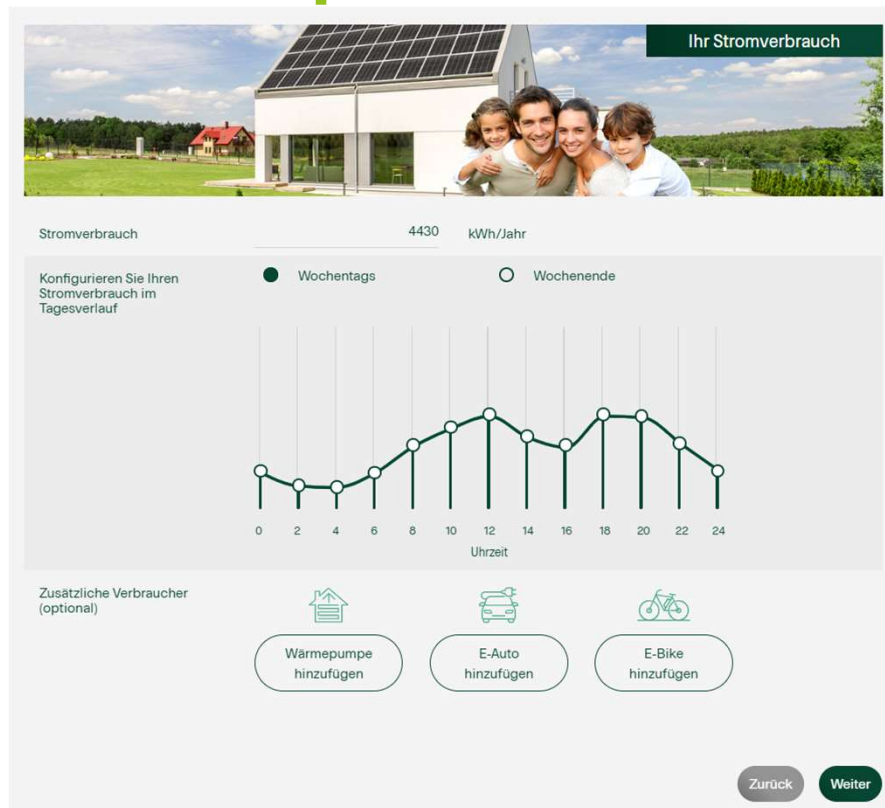 Ihr Stromverbrauch
Stromverbrauch 4430 kWh/Jahr
Konfigurieren Sie Ihren
Stromverbrauch im
Tagesverlauf
Wochentags Wochenende
0 2 4 6 8 10 12 14 16 18 20 22 24
Uhrzeit
Zusätzliche Verbraucher
(optional)
Wärmepumpe
hinzufügen
E-Auto
hinzufügen
E-Bike
hinzufügen
Zurück Weiter